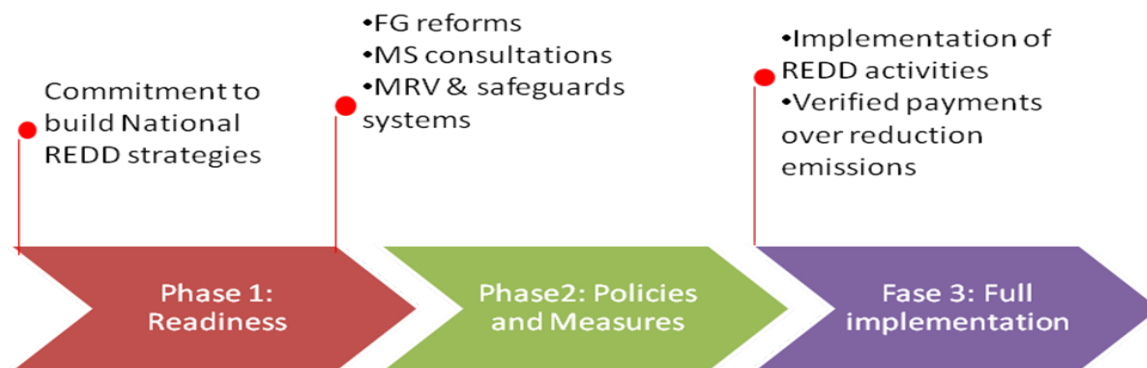 Commitment to
build National
REDD strategies
•FG reforms
•MS consultations
•MRV & safeguards
systems
•Implementation of
REDD activities
•Verified payments
over reduction
emissions
Phase 1:
Readiness
Phase2: Policies
and Measures
Fase 3: Full
implementation